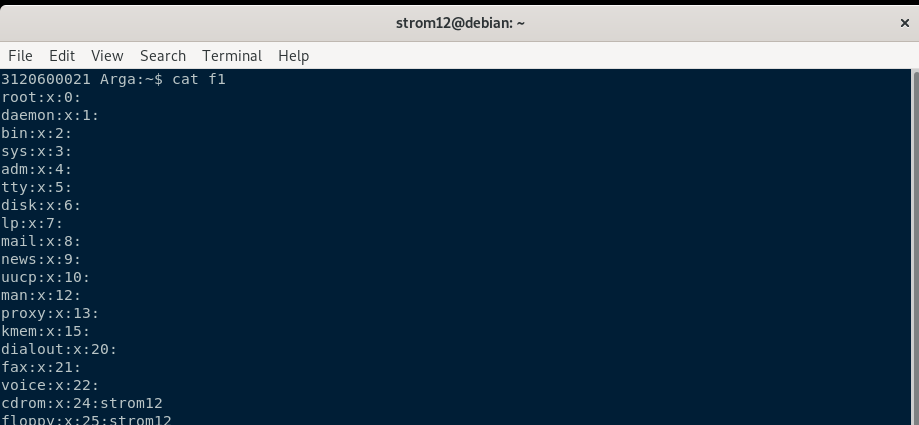 strom12@debian: ~
×
File Edit View Search Terminal Help
3120600021 Arga:~$ cat f1
root:x:0:
daemon:x:1:
bin:x:2:
sys:x:3:
adm:x:4:
tty:x:5:
disk:x:6:
lp:x:7:
mail:x:8:
news:x:9:
uucp:x:10:
man:x:12:
proxy:x:13:
kmem:x:15:
dialout:x:20:
fax:x:21:
voice:x:22:
cdrom:x:24:strom12
floppy:x:25:strom12